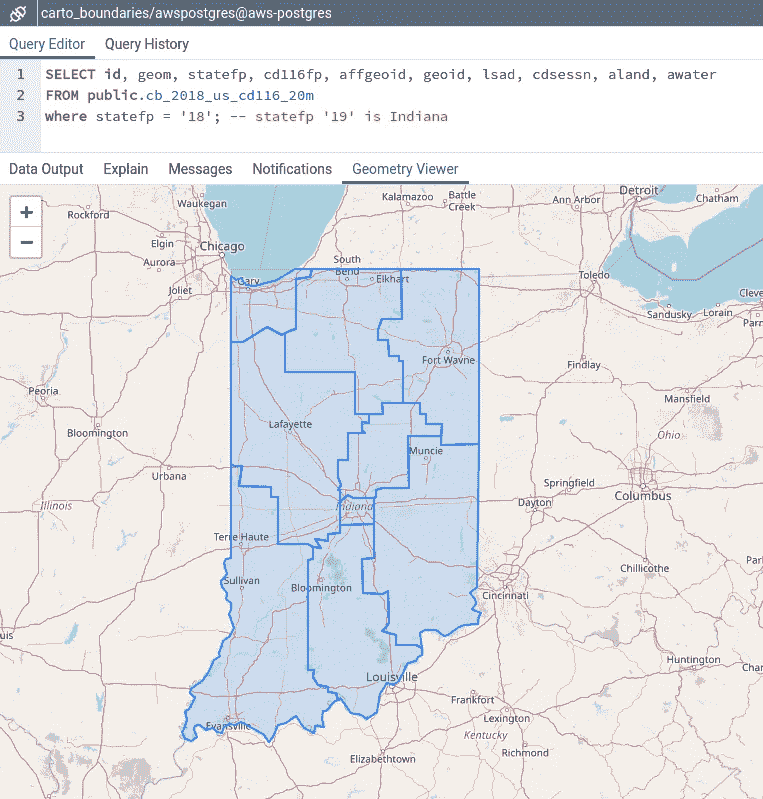 carto_boundaries/awspostgres@aws-postgres
Query Editor Query History
1 SELECT id, geom, statefp, cd116fp, affgeoid, geoid, lsad, cdsessn, aland, awater
2 FROM public.cb_2018_us_cd116_20m
3 where statefp = '18'; -- statefp '19' is Indiana
Data Output Explain Messages Notifications Geometry Viewer
+
−
Waukegan
Rockford
Kalamazoo
Battle
Creek
Ann Arbor
Detroit
Chatham
Elgin
Chicago
Aurora
Joliet
South
Bend
Gary
Elkhart
Toledo
Cleve
Sandusky
Lorain
Parr
Fort Wayne
Findlay
Peoria
Mansfield
Lafayette
Bloomington
Ohio
Muncie
Urbana
Springfield
Columbus
Illinois
Indiana
Dayton
Terre Haute
Chillicothe
Par
Sullivan
Bloomington
Cincinnati
uis
Huntington
Char
Louisville
Frankfort
Lexington
Evansville
Kentucky
Richmond
Elizabethtown